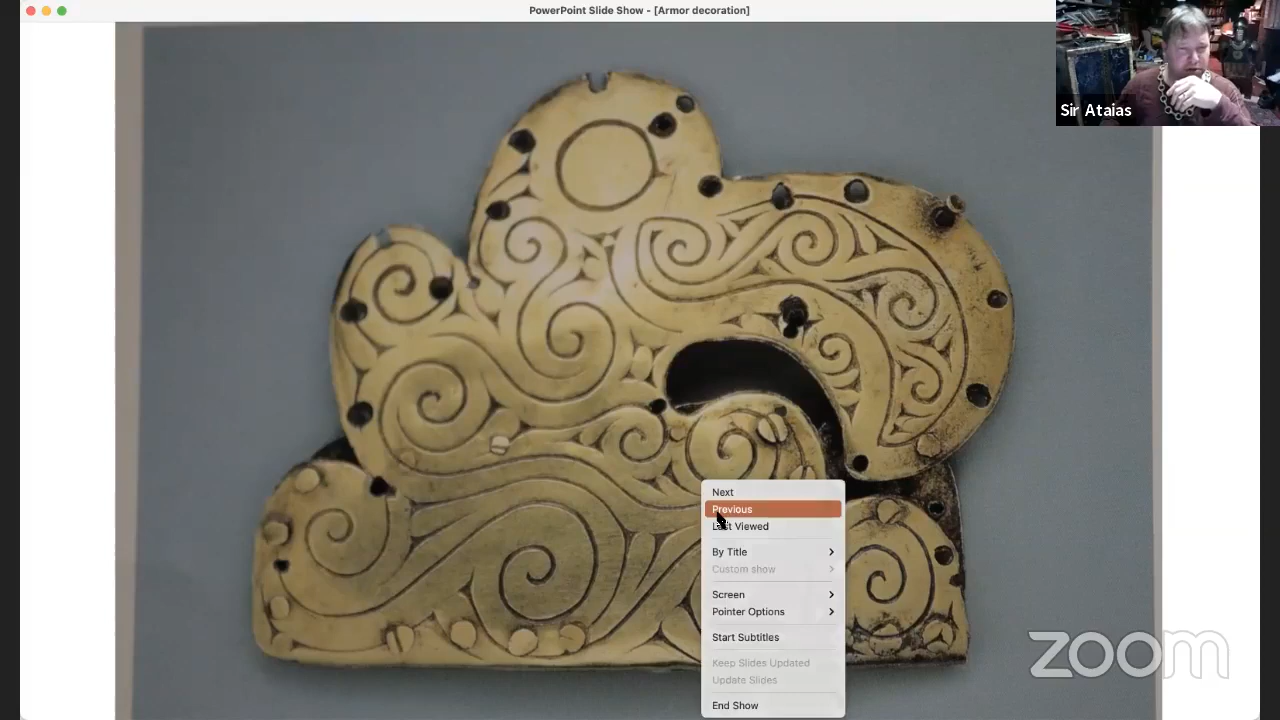 PowerPoint Slide Show - [Armor decoration]
Sir Ataias
Next
Previous
Last Viewed
By Title
Custom show
Screen
Pointer Options
Start Subtitles
Keep Slides Updated
Update Slides
End Show
zoom